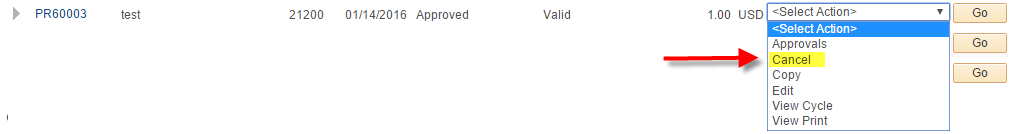 PR60003 test 21200 01/14/2016 Approved Valid 1.00 USD <Select Action> Go
<Select Action>
Approvals Go
Cancel
Copy Go
Edit
View Cycle
View Print